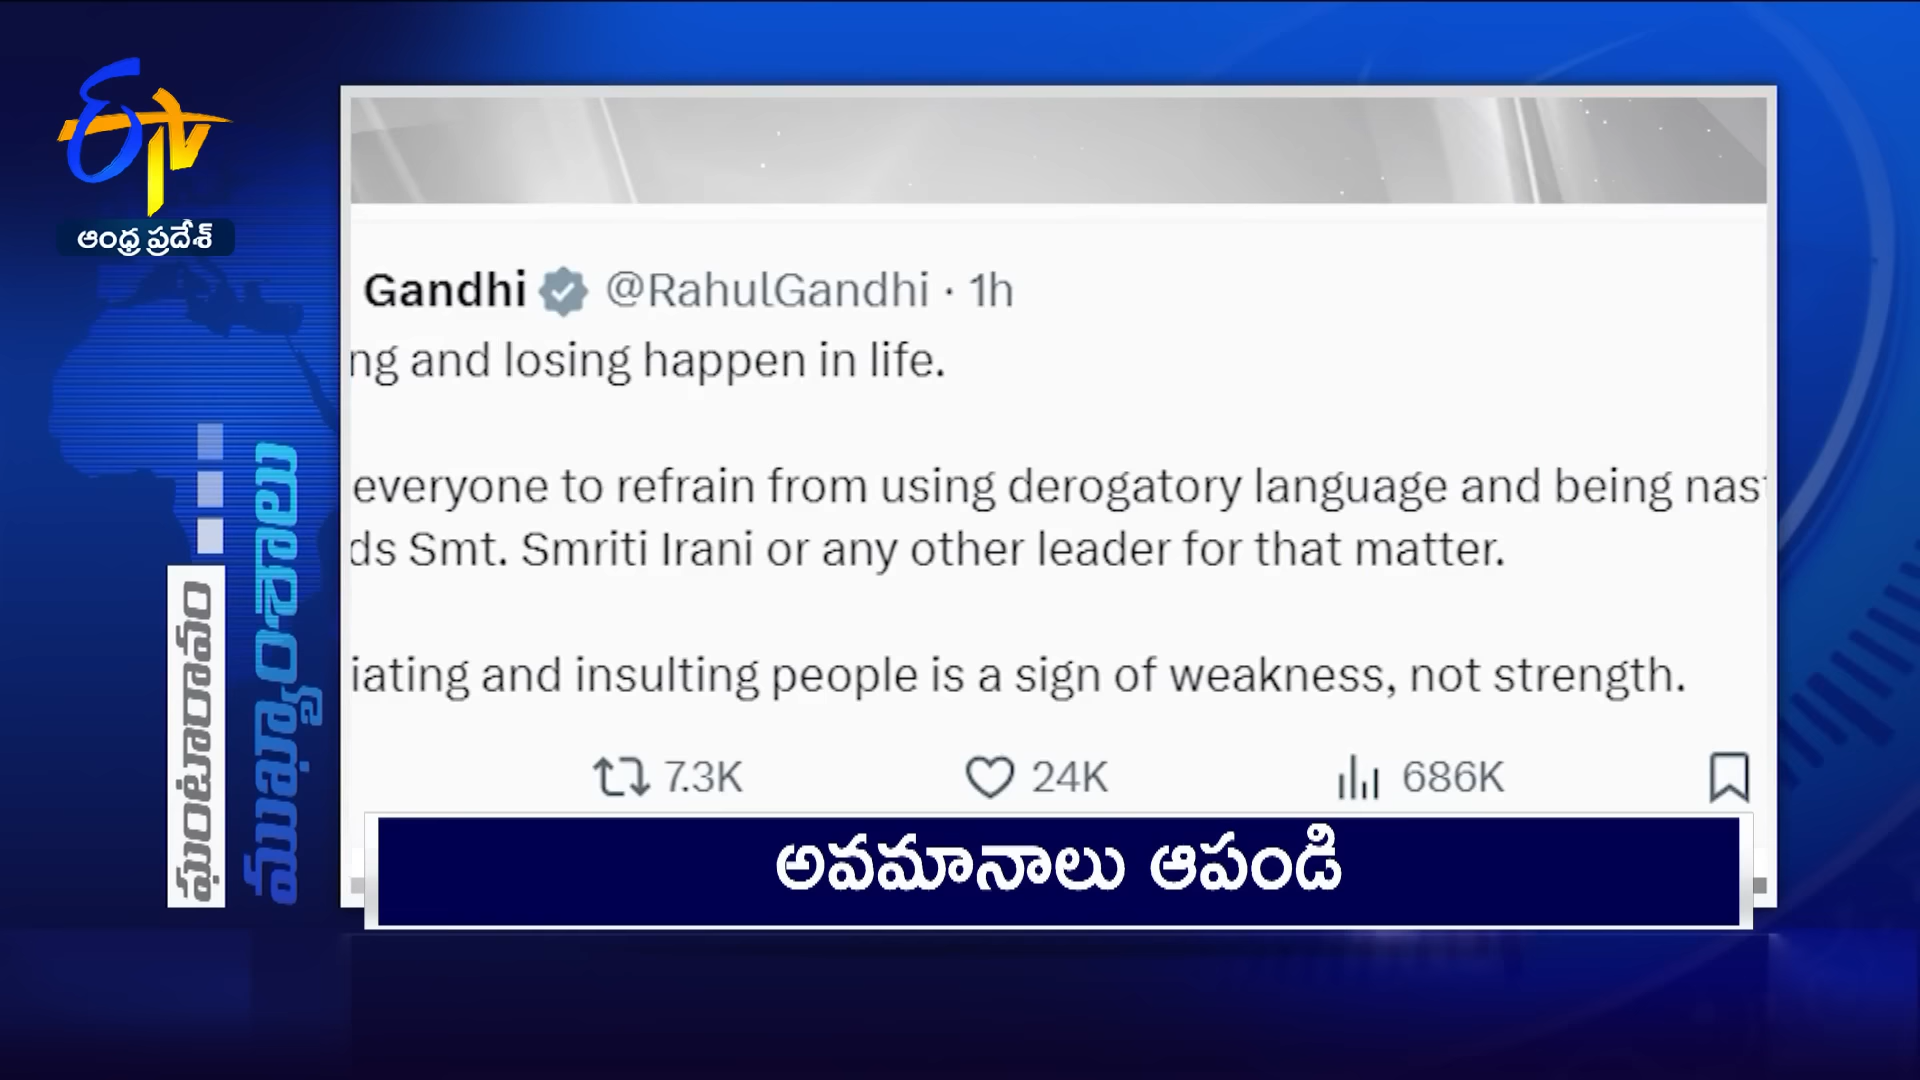 ఆంధ్ర ప్రదేశ్
Gandhi @RahulGandhi · 1h
ng and losing happen in life.
everyone to refrain from using derogatory language and being nast
ds Smt. Smriti Irani or any other leader for that matter.
iating and insulting people is a sign of weakness, not strength.
7.3K 24K 686K
అవమానాలు ఆపండి
ఘంటారావం
ముఖ్యాంశాలు